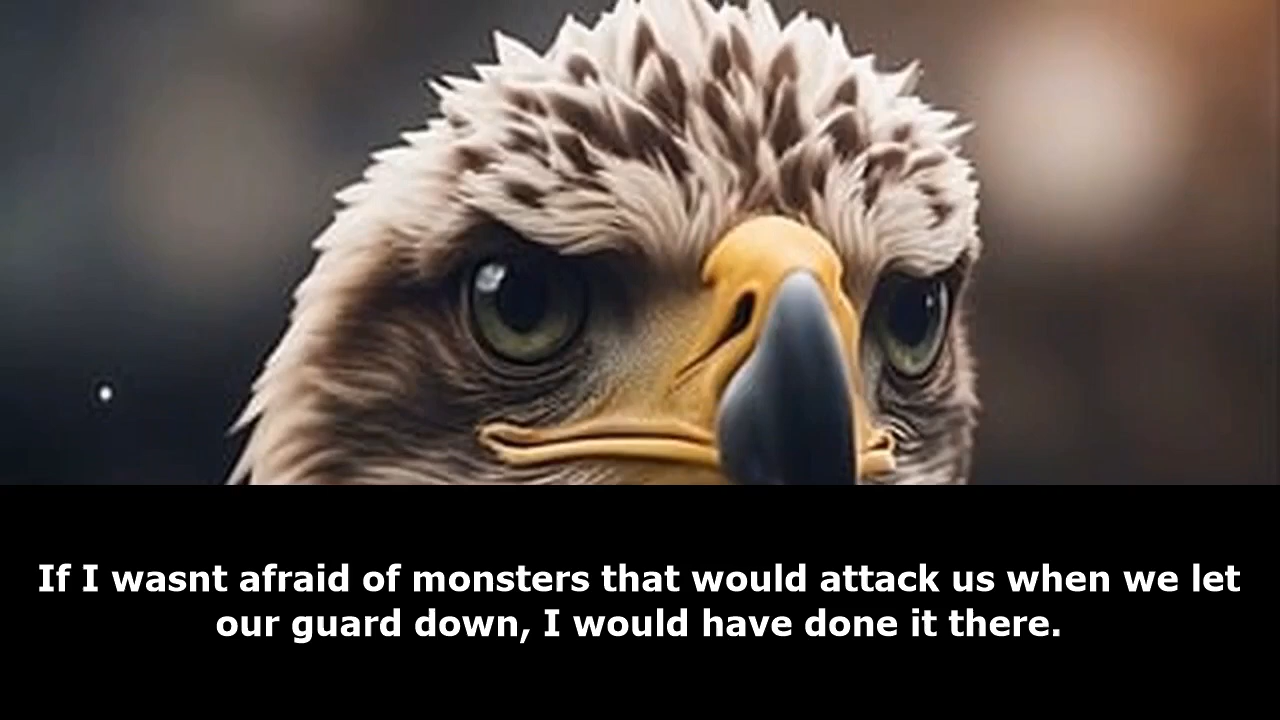 If I wasnt afraid of monsters that would attack us when we let
our guard down, I would have done it there.